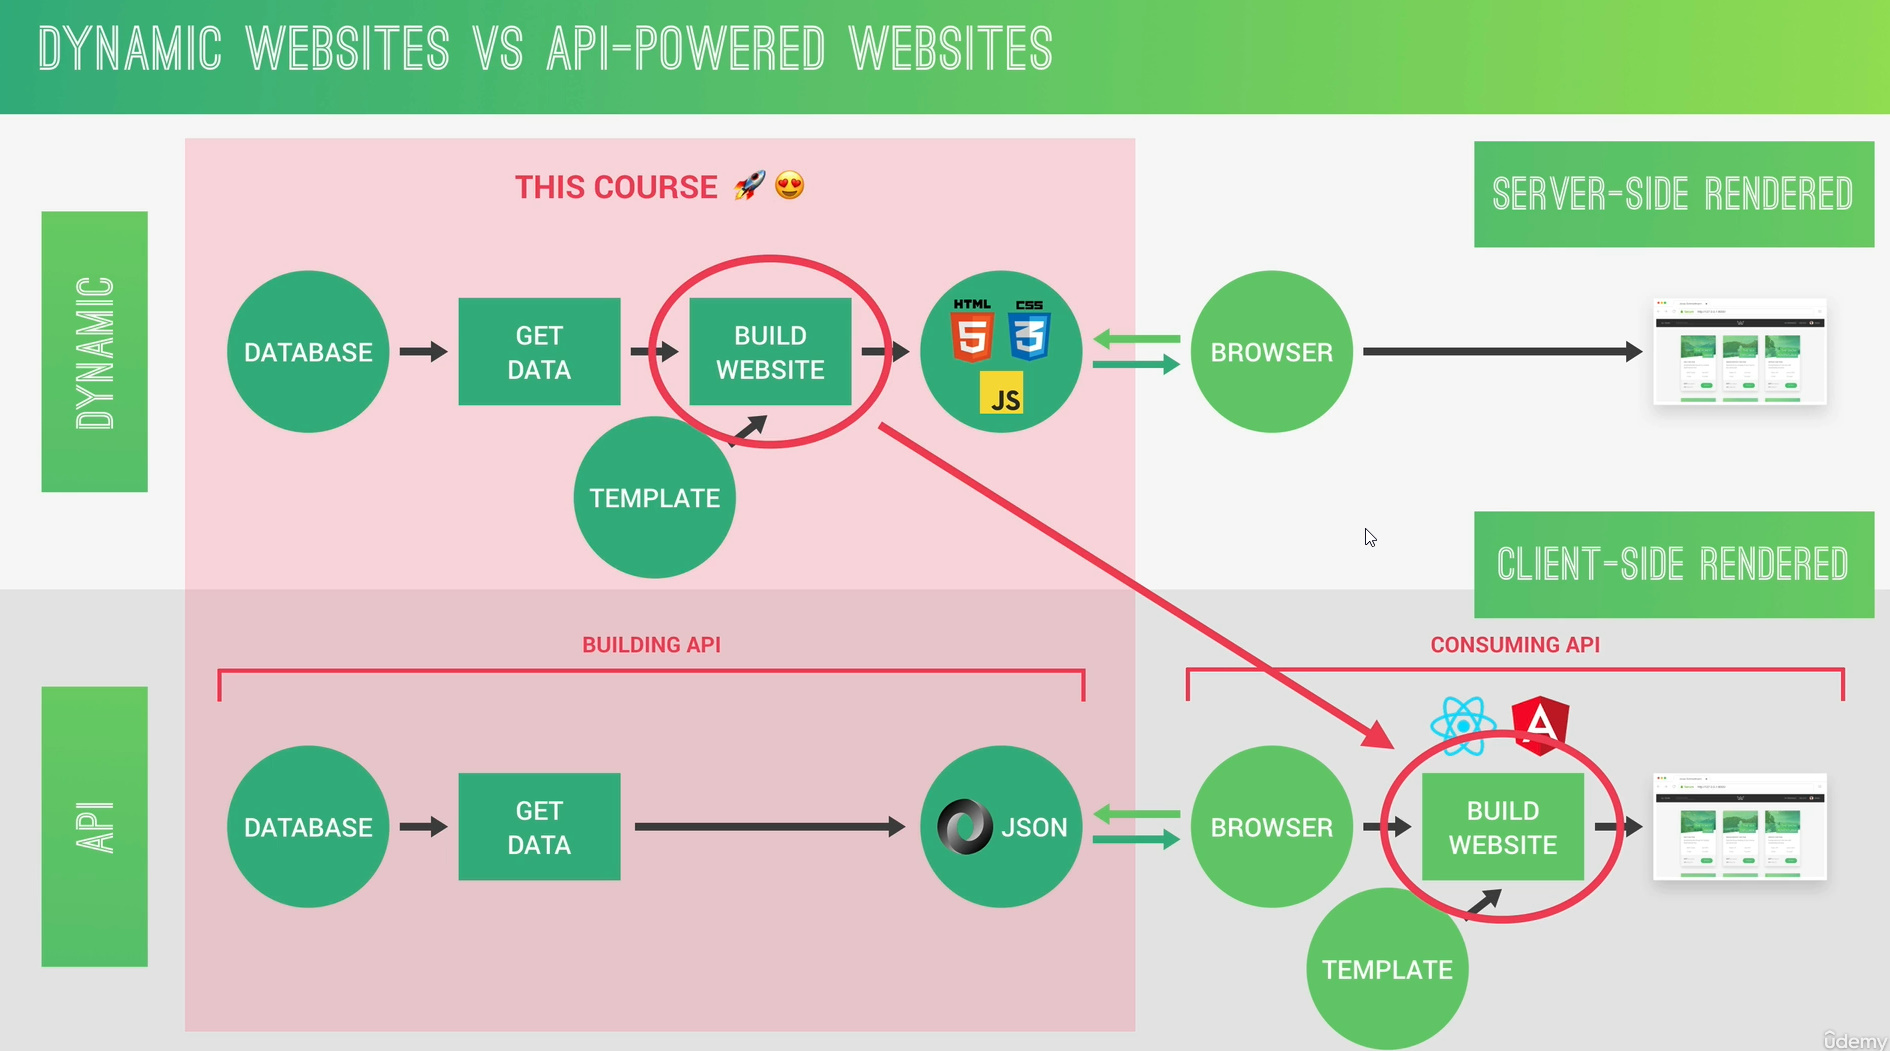 DYNAMIC WEBSITES VS API-POWERED WEBSITES
THIS COURSE 🚀 😍
SERVER-SIDE RENDERED
DYNAMIC
DATABASE
GET
DATA
BUILD
WEBSITE
HTML
5
CSS
3
JS
BROWSER
TEMPLATE
CLIENT-SIDE RENDERED
BUILDING API
CONSUMING API
API
DATABASE
GET
DATA
JSON
BROWSER
A
BUILD
WEBSITE
TEMPLATE
udemy